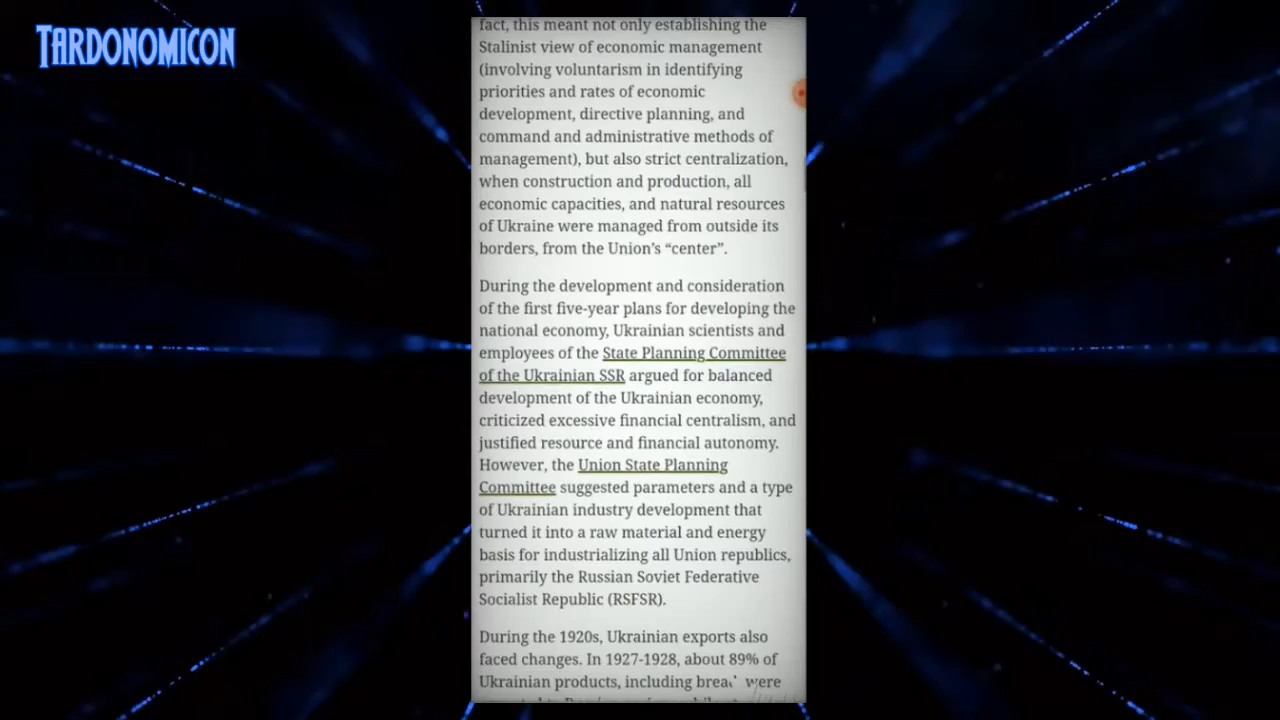 TARDONOMICON
fact, this meant not only establishing the
Stalinist view of economic management
(involving voluntarism in identifying
priorities and rates of economic
development, directive planning, and
command and administrative methods of
management), but also strict centralization,
when construction and production, all
economic capacities, and natural resources
of Ukraine were managed from outside its
borders, from the Union’s “center”.
During the development and consideration
of the first five-year plans for developing the
national economy, Ukrainian scientists and
employees of the State Planning Committee
of the Ukrainian SSR argued for balanced
development of the Ukrainian economy,
criticized excessive financial centralism, and
justified resource and financial autonomy.
However, the Union State Planning
Committee suggested parameters and a type
of Ukrainian industry development that
turned it into a raw material and energy
basis for industrializing all Union republics,
primarily the Russian Soviet Federative
Socialist Republic (RSFSR).
During the 1920s, Ukrainian exports also
faced changes. In 1927-1928, about 89% of
Ukrainian products, including were